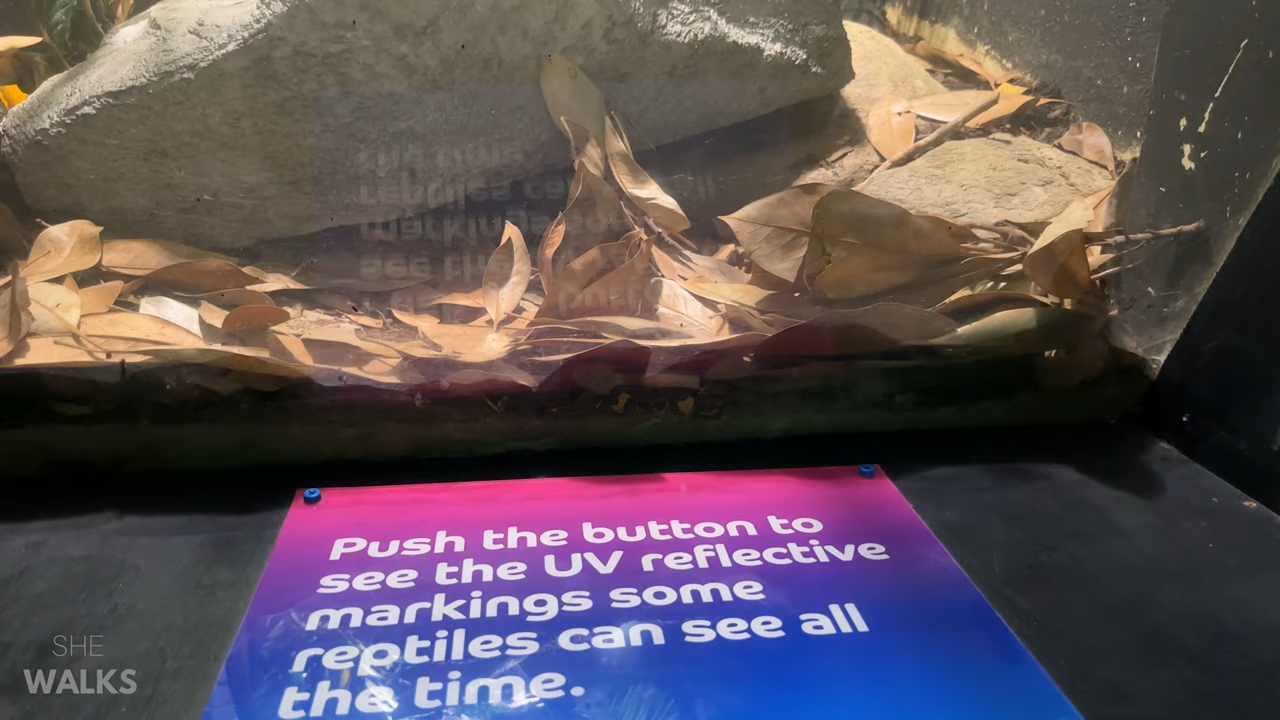 Push the button to
see the UV reflective
markings some
reptiles can see all
the time.
SHE
WALKS